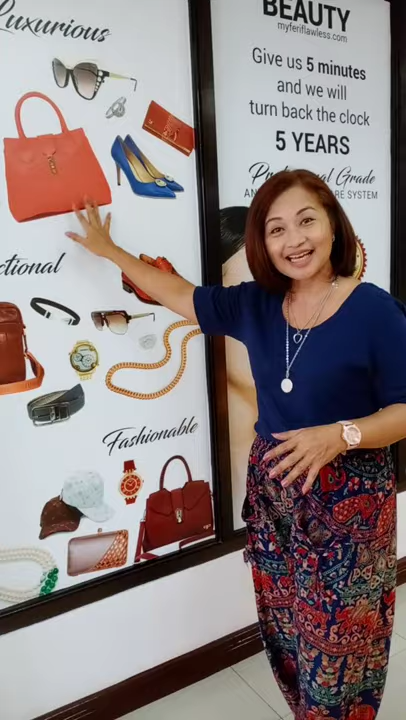 Luxurious
BEAUTY
myferiflawless.com
Give us 5 minutes
and we will
turn back the clock
5 YEARS
Grade
SYSTEM
Fashionable